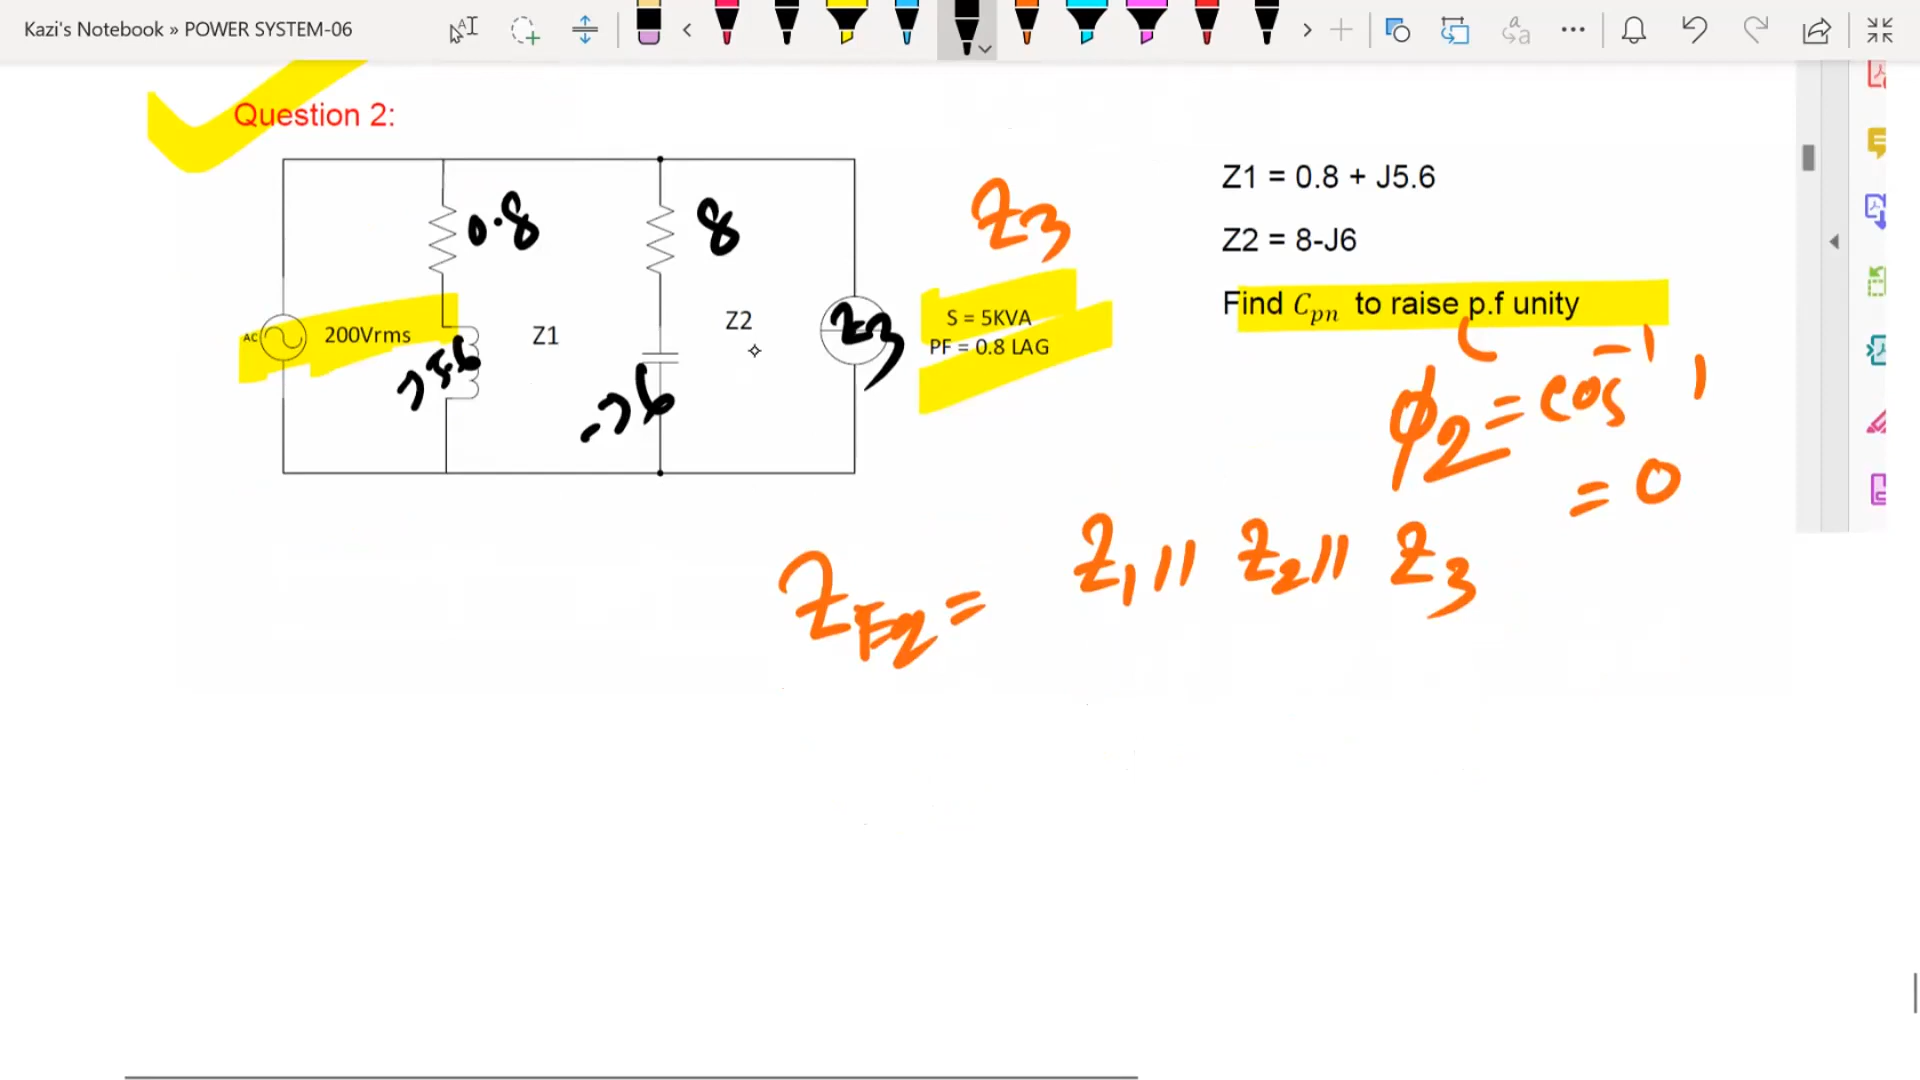 Kazi's Notebook » POWER SYSTEM-06
Question 2:
0.8
8
Z3
Z1 = 0.8 + J5.6
Z2 = 8-J6
Find Cpn to raise p.f unity
AC
200Vrms
Z1
Z2
Z3
S = 5KVA
PF = 0.8 LAG
J5.6
-J6
φ2 = cos⁻¹ 1
= 0
ZEq = Z1 || Z2 || Z3